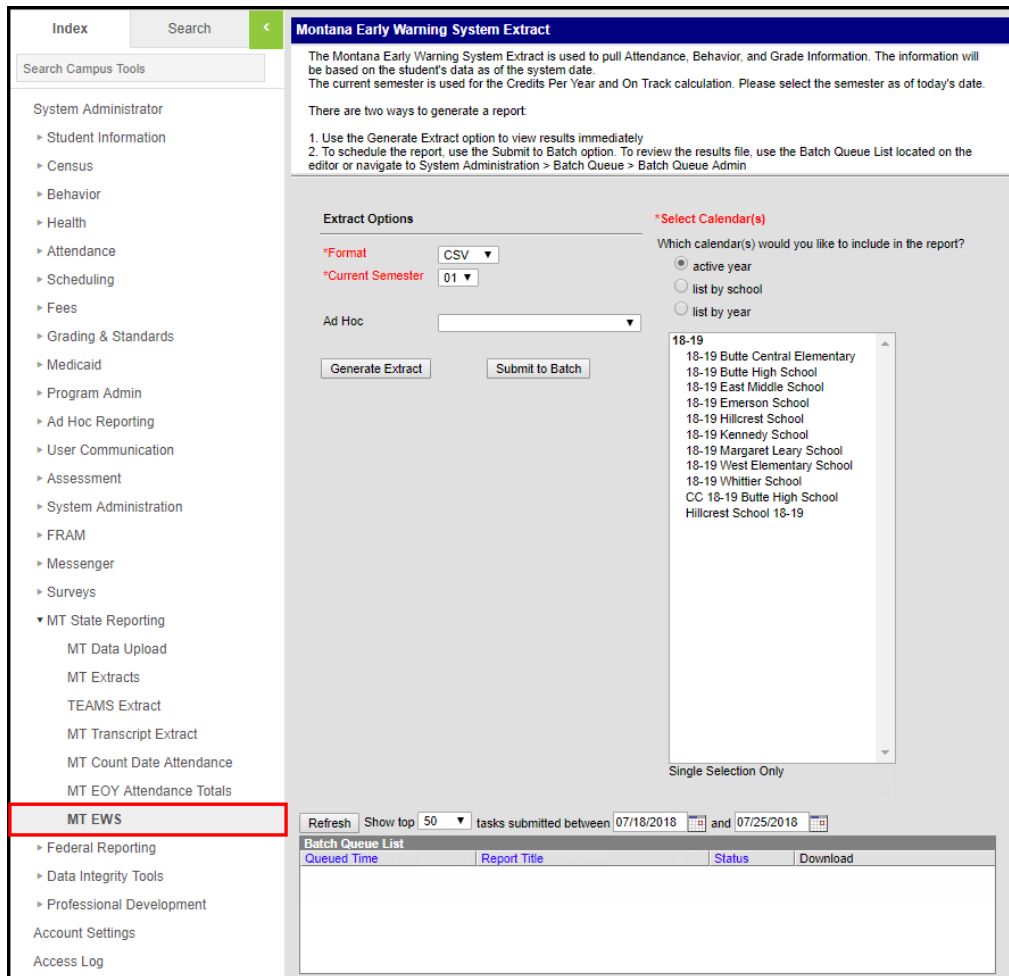 Index
Search
Search Campus Tools
System Administrator
Student Information
Census
Behavior
Health
Attendance
Scheduling
Fees
Grading & Standards
Medicaid
Program Admin
Ad Hoc Reporting
User Communication
Assessment
System Administration
FRAM
Messenger
Surveys
MT State Reporting
MT Data Upload
MT Extracts
TEAMS Extract
MT Transcript Extract
MT Count Date Attendance
MT EOY Attendance Totals
MT EWS
Federal Reporting
Data Integrity Tools
Professional Development
Account Settings
Access Log
Montana Early Warning System Extract
The Montana Early Warning System Extract is used to pull Attendance, Behavior, and Grade Information. The information will
be based on the student's data as of the system date.
The current semester is used for the Credits Per Year and On Track calculation. Please select the semester as of today's date.
There are two ways to generate a report:
1. Use the Generate Extract option to view results immediately
2. To schedule the report, use the Submit to Batch option. To review the results file, use the Batch Queue List located on the
editor or navigate to System Administration > Batch Queue > Batch Queue Admin
Extract Options
*Format CSV
*Current Semester 01
Ad Hoc
Generate Extract Submit to Batch
*Select Calendar(s)
Which calendar(s) would you like to include in the report?
active year
list by school
list by year
18-19
18-19 Butte Central Elementary
18-19 Butte High School
18-19 East Middle School
18-19 Emerson School
18-19 Hillcrest School
18-19 Kennedy School
18-19 Margaret Leary School
18-19 West Elementary School
18-19 Whittier School
CC 18-19 Butte High School
Hillcrest School 18-19
Single Selection Only
Refresh Show top 50 tasks submitted between 07/18/2018 and 07/25/2018
Batch Queue List
Queued Time Report Title Status Download